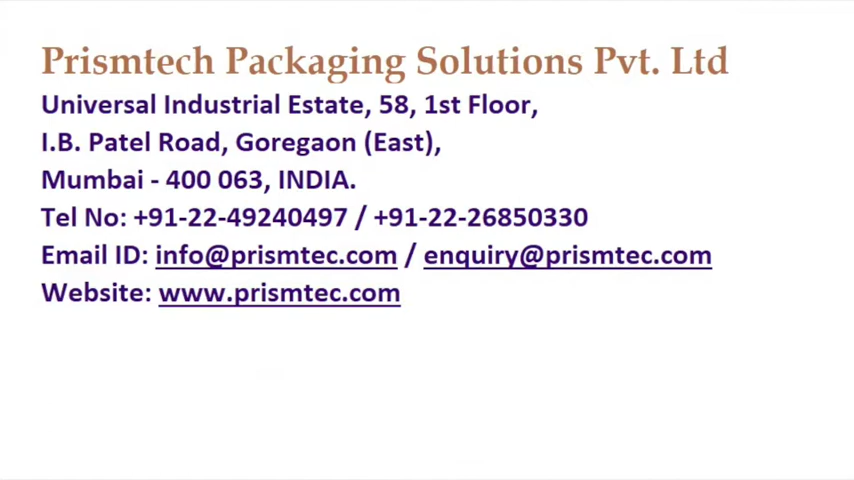 Prismtech Packaging Solutions Pvt. Ltd
Universal Industrial Estate, 58, 1st Floor,
I.B. Patel Road, Goregaon (East),
Mumbai - 400 063, INDIA.
Tel No: +91-22-49240497 / +91-22-26850330
Email ID: info@prismtec.com / enquiry@prismtec.com
Website: www.prismtec.com